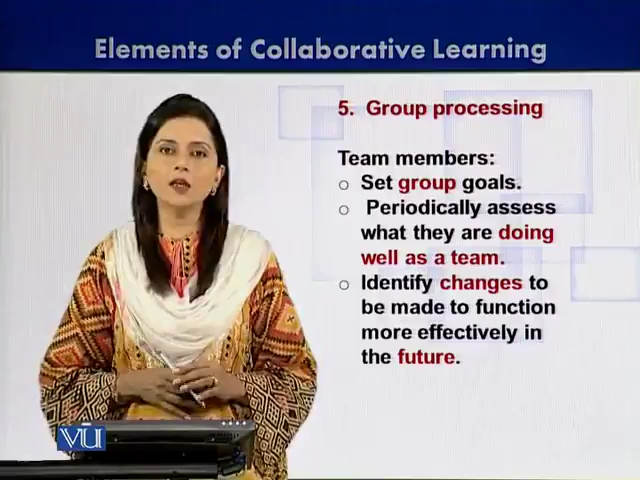 Elements of Collaborative Learning
5. Group processing
Team members:
Set group goals.
Periodically assess
what they are doing
well as a team.
Identify changes to
be made to function
more effectively in
the future.
VU